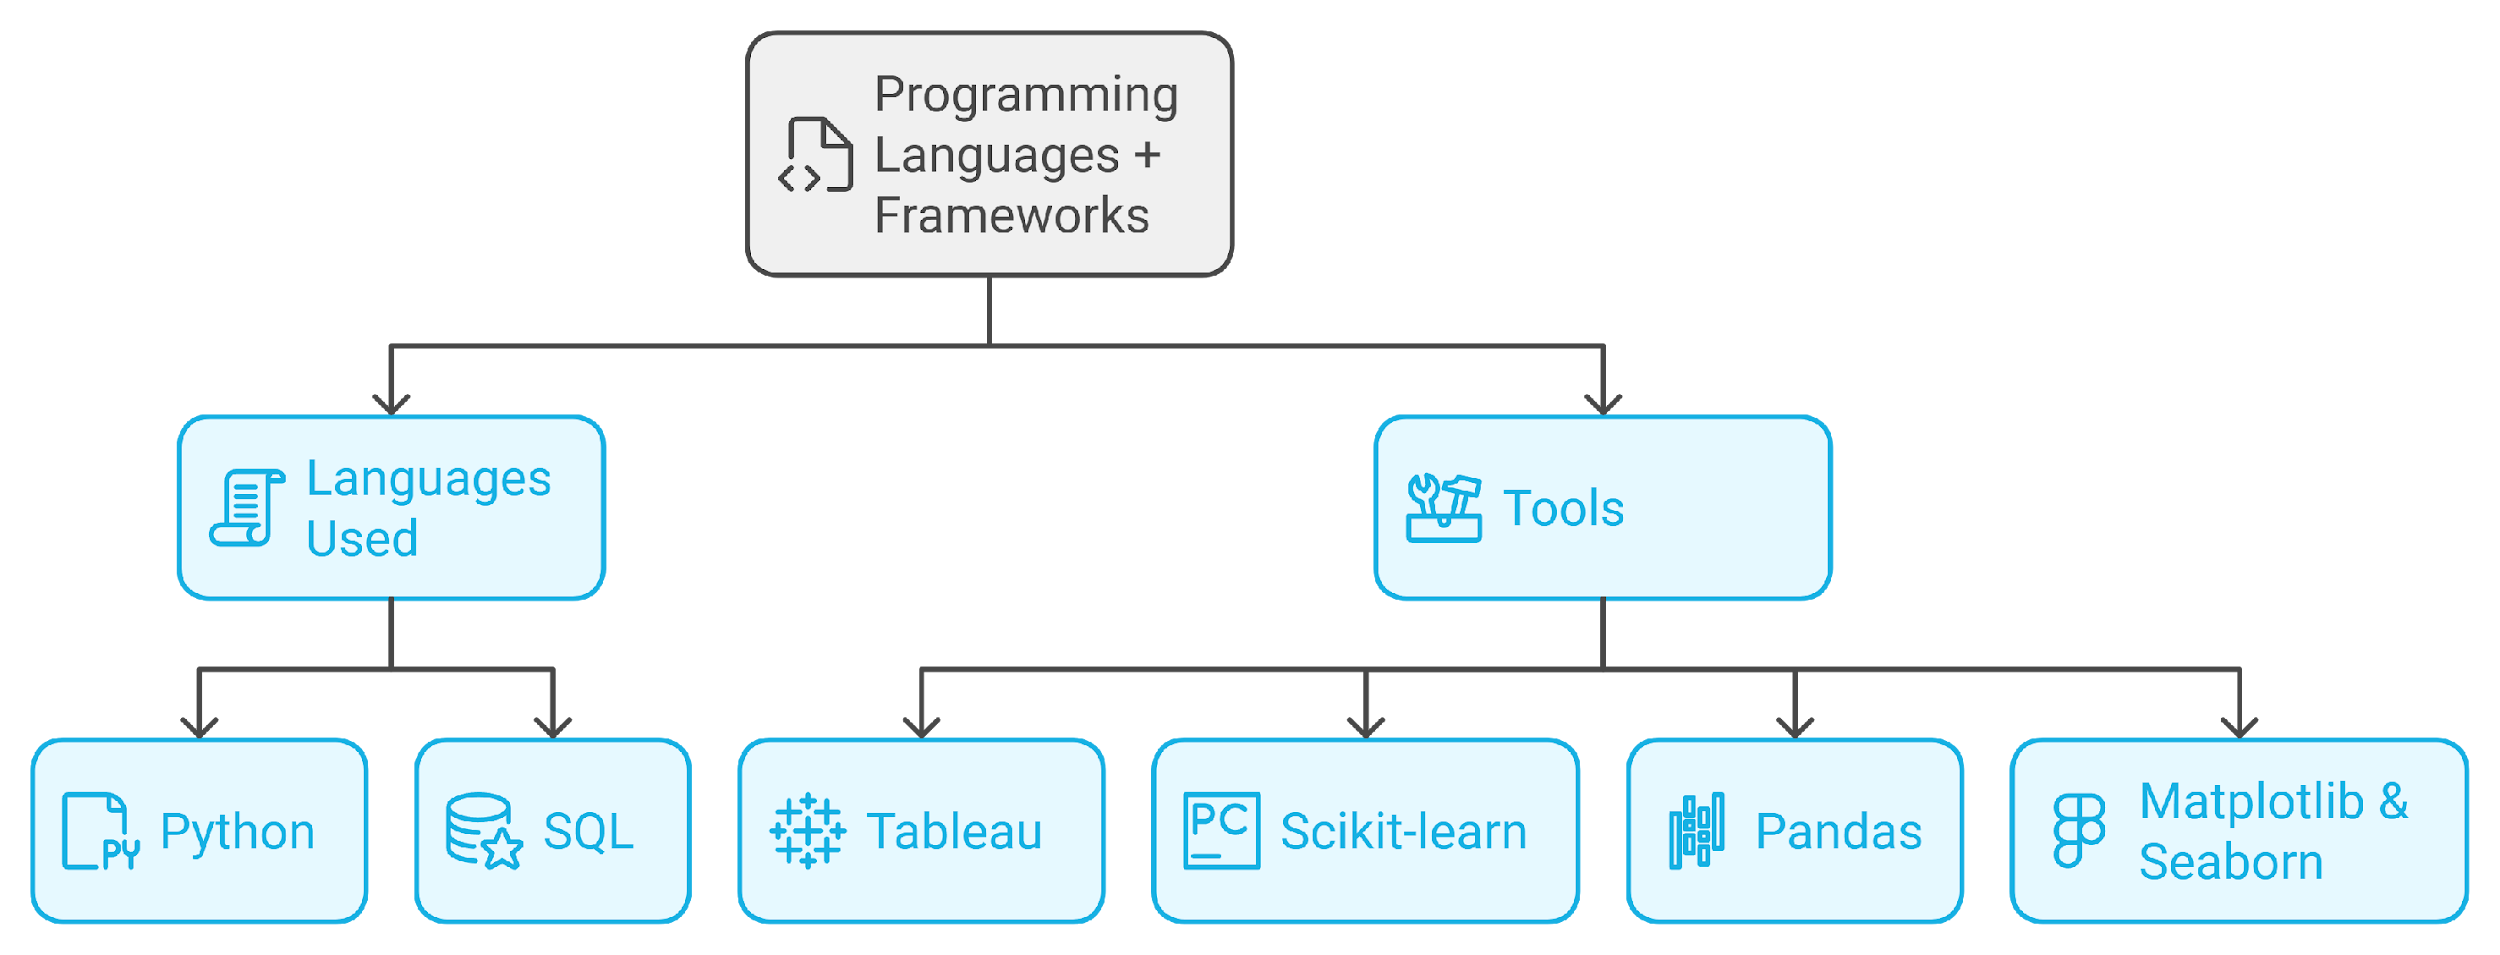 Programming
Languages +
Frameworks
Languages
Used
Tools
PY
Python
SQL
Tableau
PC
Scikit-learn
Pandas
Matplotlib &
Seaborn